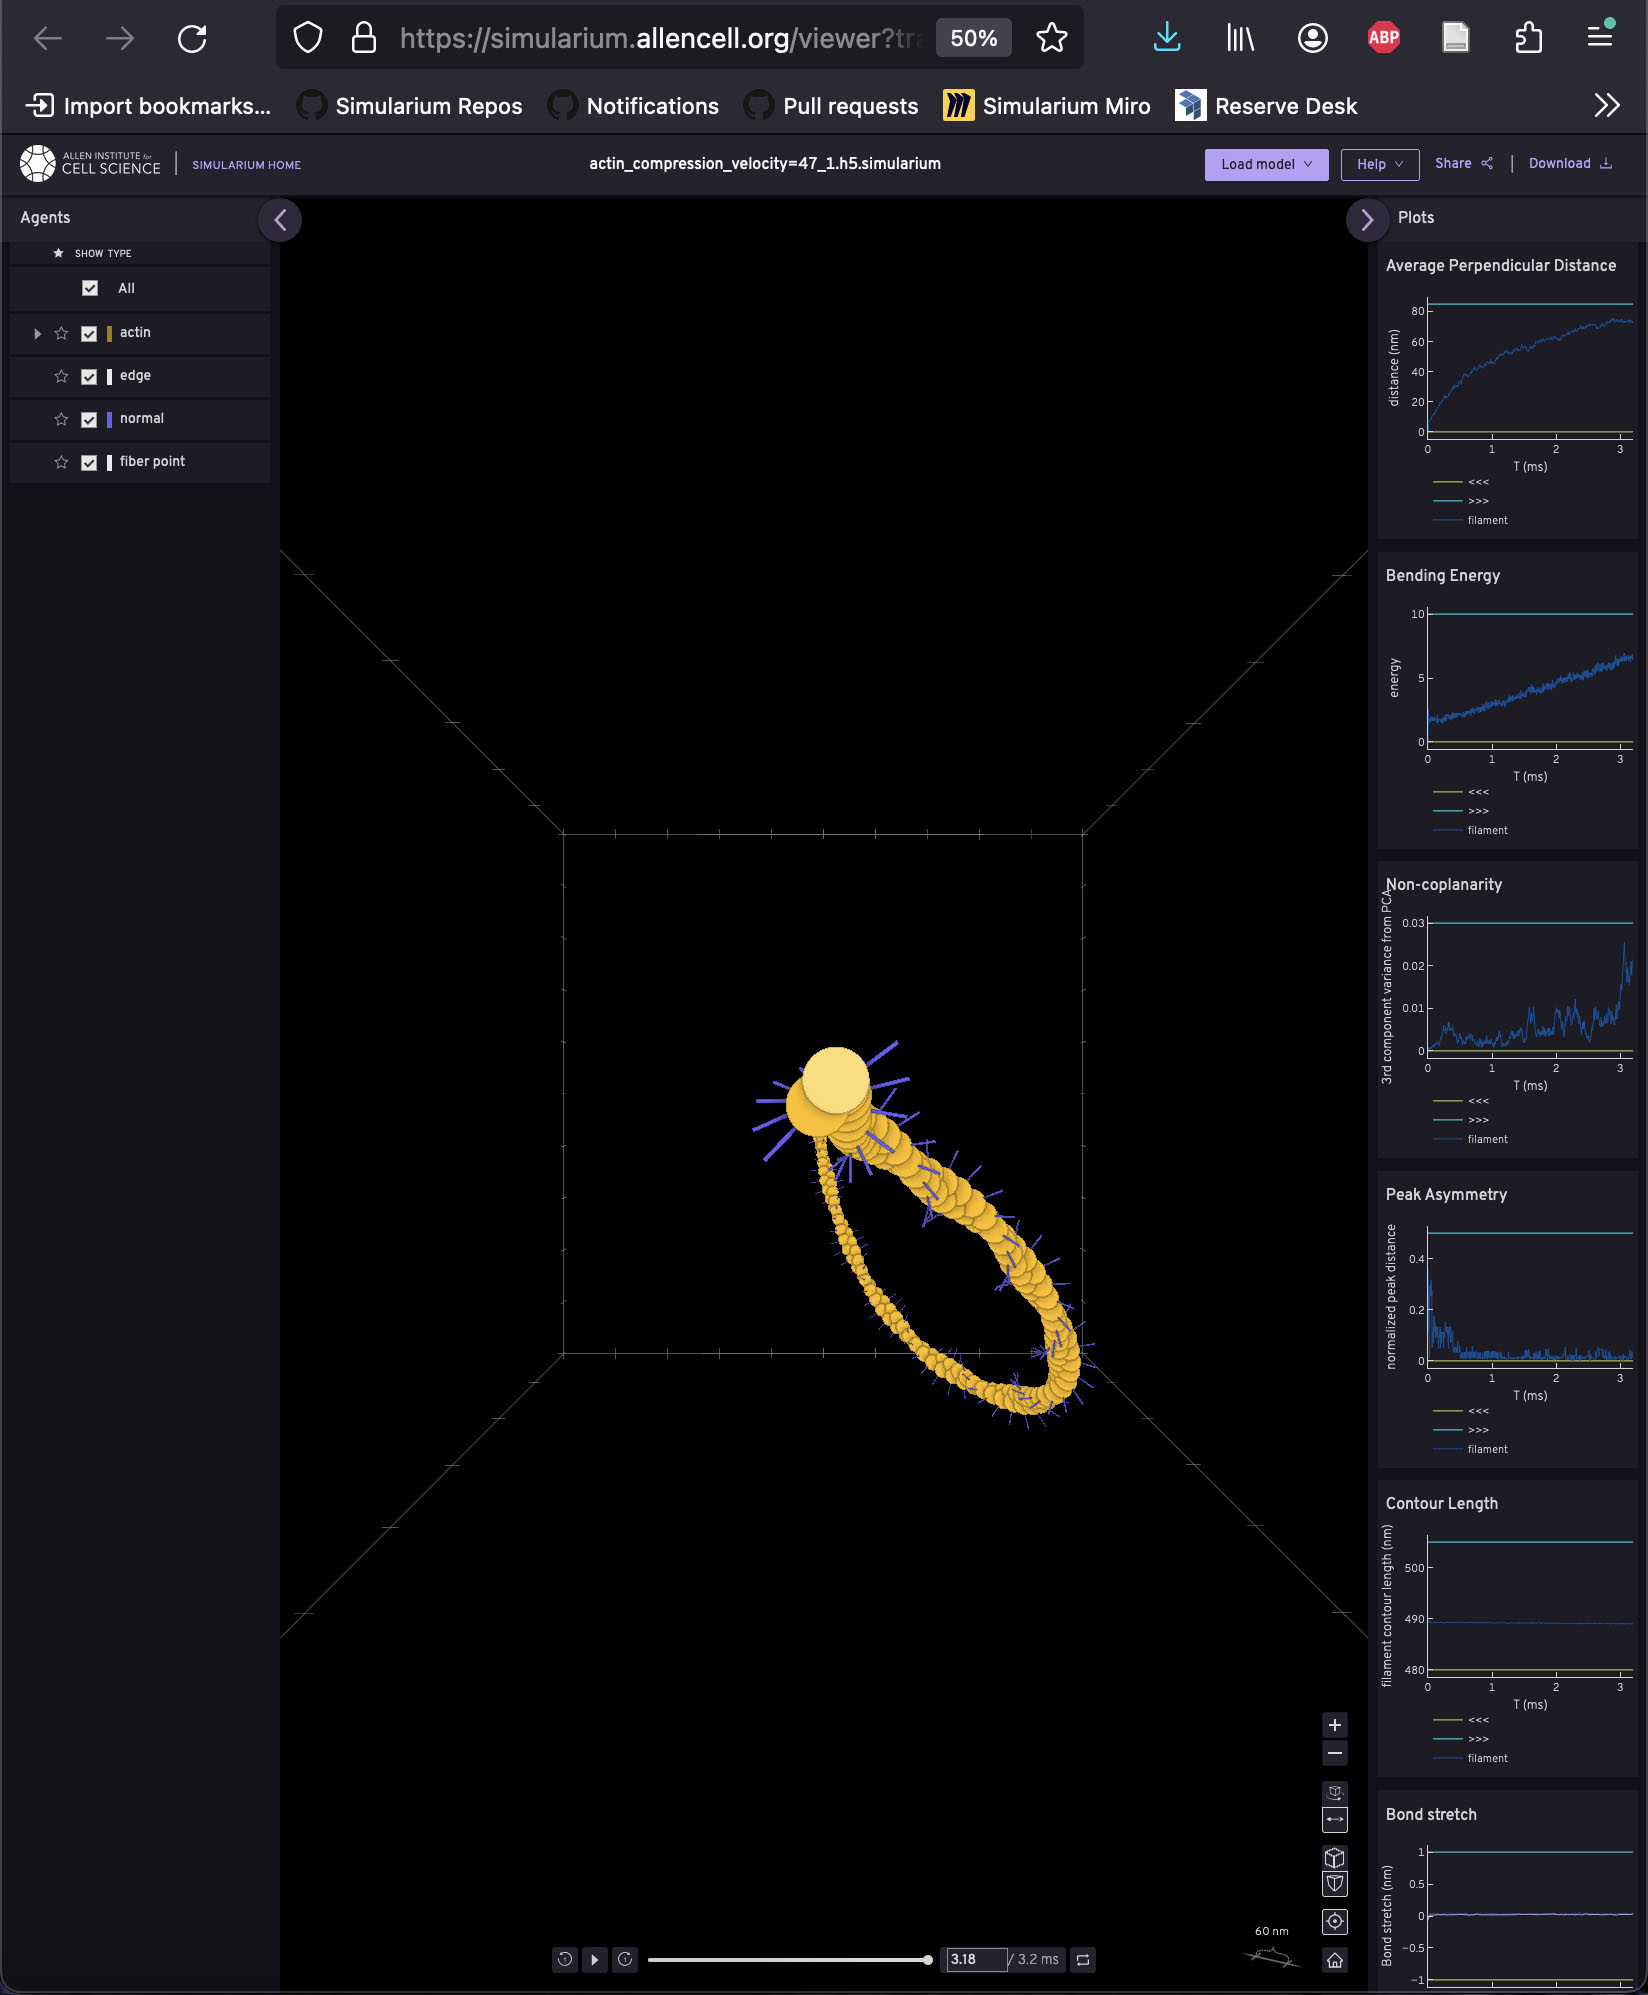 https://simularium.allencell.org/viewer?tra
50%
ABP
Import bookmarks...
Simularium Repos
Notifications
Pull requests
Simularium Miro
Reserve Desk
ALLEN INSTITUTE for
CELL SCIENCE
SIMULARIUM HOME
actin_compression_velocity=47_1.h5.simularium
Load model
Help
Share
Download
Agents
SHOW TYPE
All
actin
edge
normal
fiber point
60 nm
3.18 / 3.2 ms
Plots
Average Perpendicular Distance
distance (nm)
80
60
40
20
0
0 1 2 3
T (ms)
<<<
>>>
filament
Bending Energy
energy
10
5
0
0 1 2 3
T (ms)
<<<
>>>
filament
Non-coplanarity
3rd component variance from PCA
0.03
0.02
0.01
0
0 1 2 3
T (ms)
<<<
>>>
filament
Peak Asymmetry
normalized peak distance
0.4
0.2
0
0 1 2 3
T (ms)
<<<
>>>
filament
Contour Length
filament contour length (nm)
500
490
480
0 1 2 3
T (ms)
<<<
>>>
filament
Bond stretch
Bond stretch (nm)
1
0.5
0
−0.5
−1